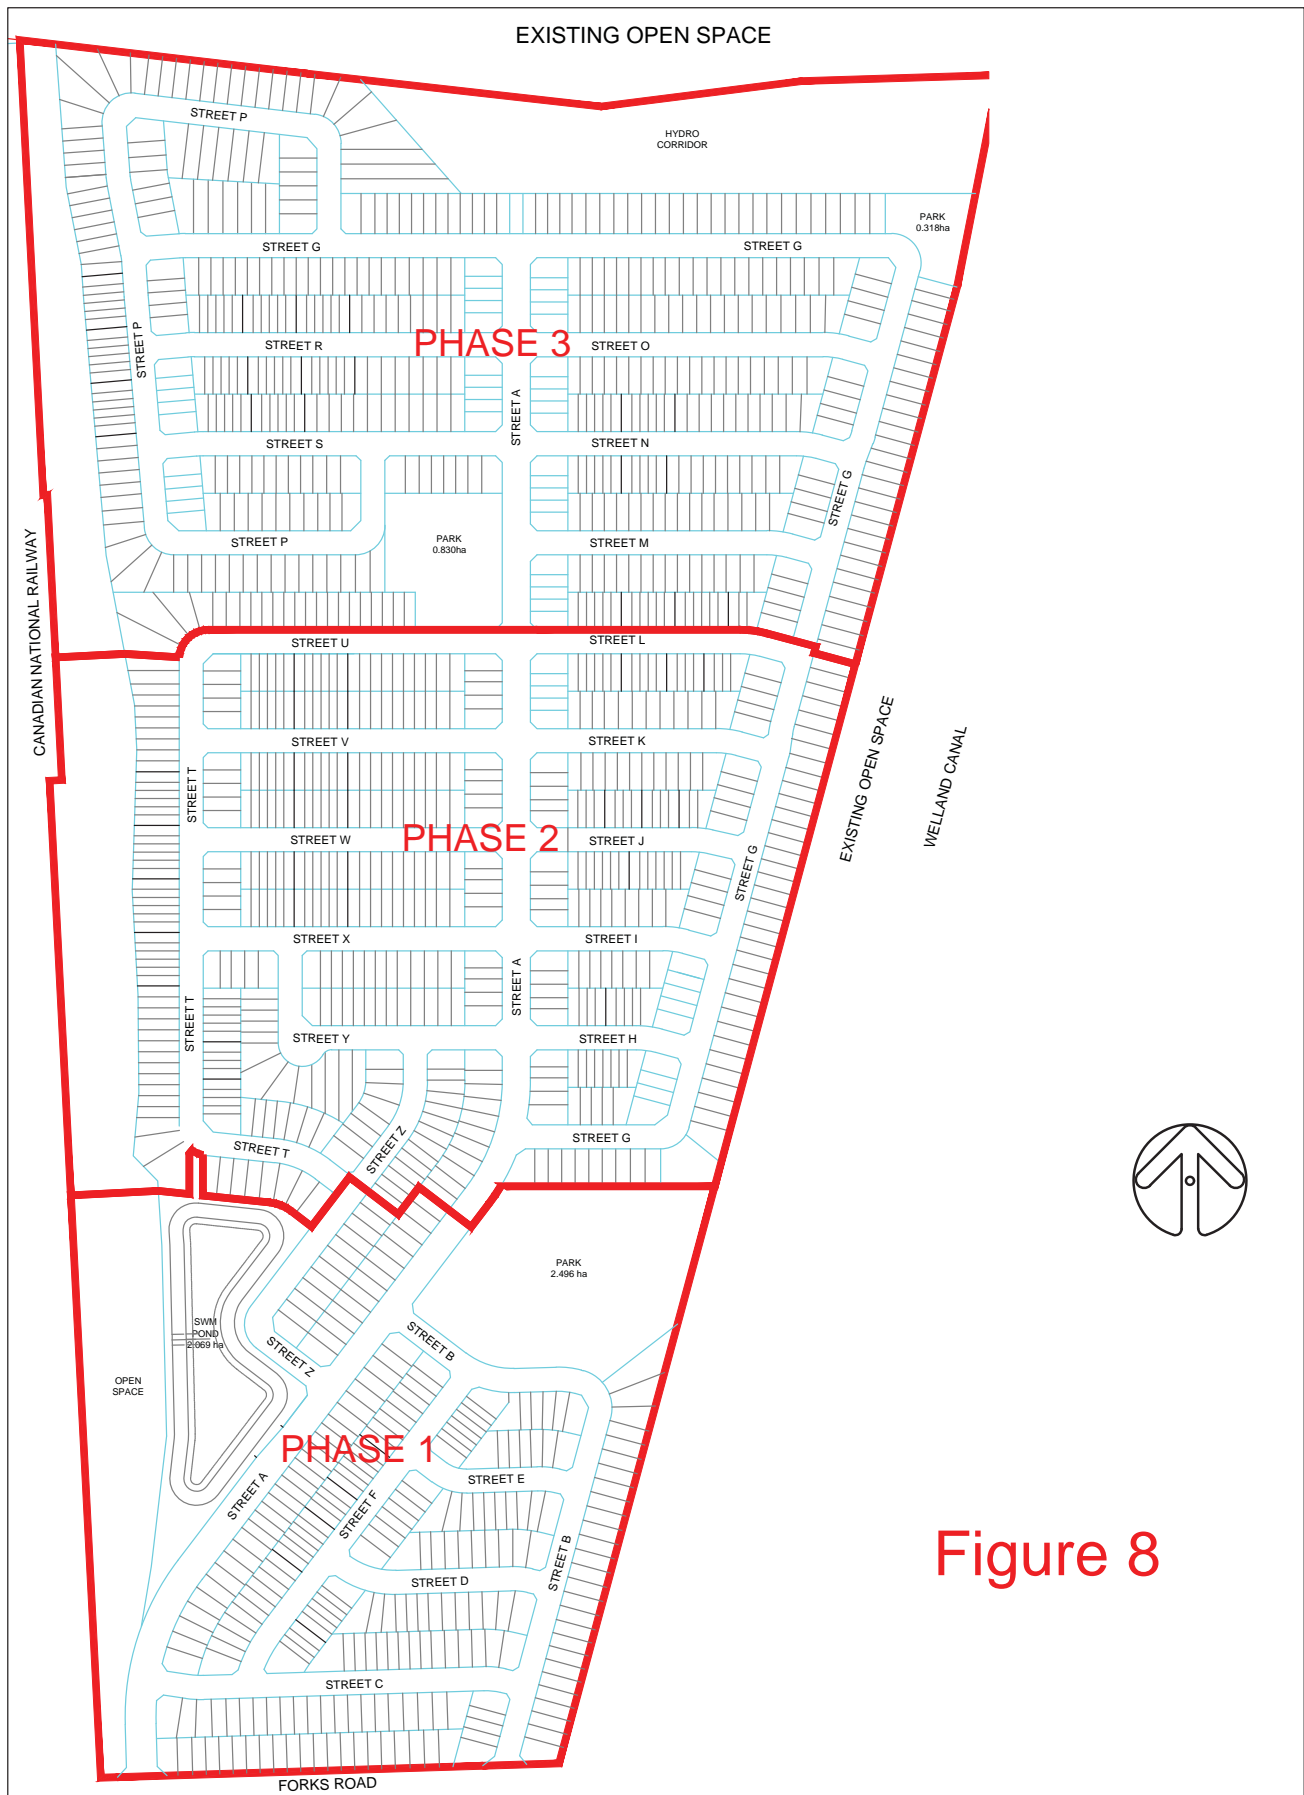 EXISTING OPEN SPACE
STREET P
HYDRO
CORRIDOR
PARK
0.318ha
STREET G
STREET G
STREET P
STREET R
PHASE 3
STREET O
STREET A
STREET S
STREET N
STREET G
STREET P
PARK
0.830ha
STREET M
CANADIAN NATIONAL RAILWAY
STREET U
STREET L
STREET V
STREET K
EXISTING OPEN SPACE
WELLAND CANAL
STREET T
STREET W
PHASE 2
STREET J
STREET G
STREET X
STREET I
STREET A
STREET T
STREET Y
STREET H
STREET T
STREET Z
STREET G
PARK
2.496 ha
SWM
POND
2.069 ha
STREET Z
STREET B
OPEN
SPACE
PHASE 1
STREET A
STREET F
STREET E
STREET B
Figure 8
STREET D
STREET C
FORKS ROAD